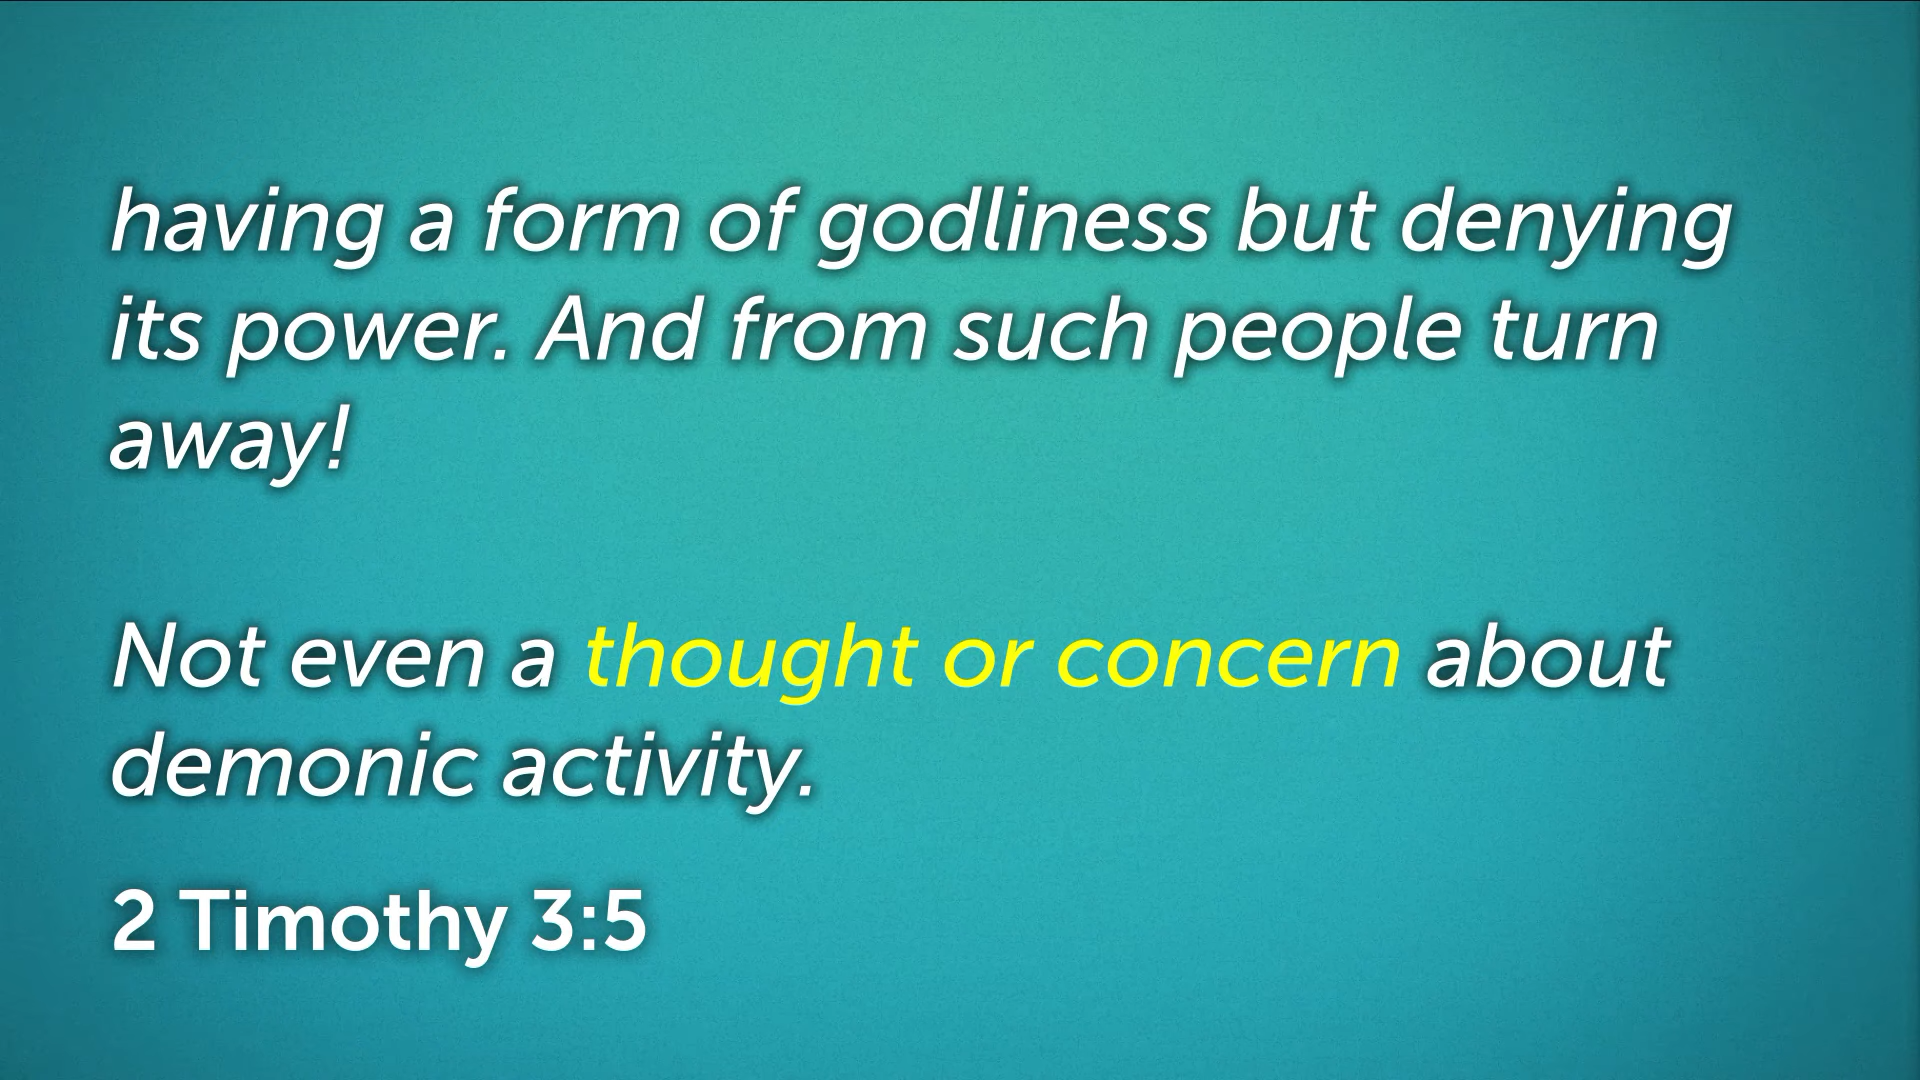 having a form of godliness but denying
its power. And from such people turn
away!
Not even a thought or concern about
demonic activity.
2 Timothy 3:5